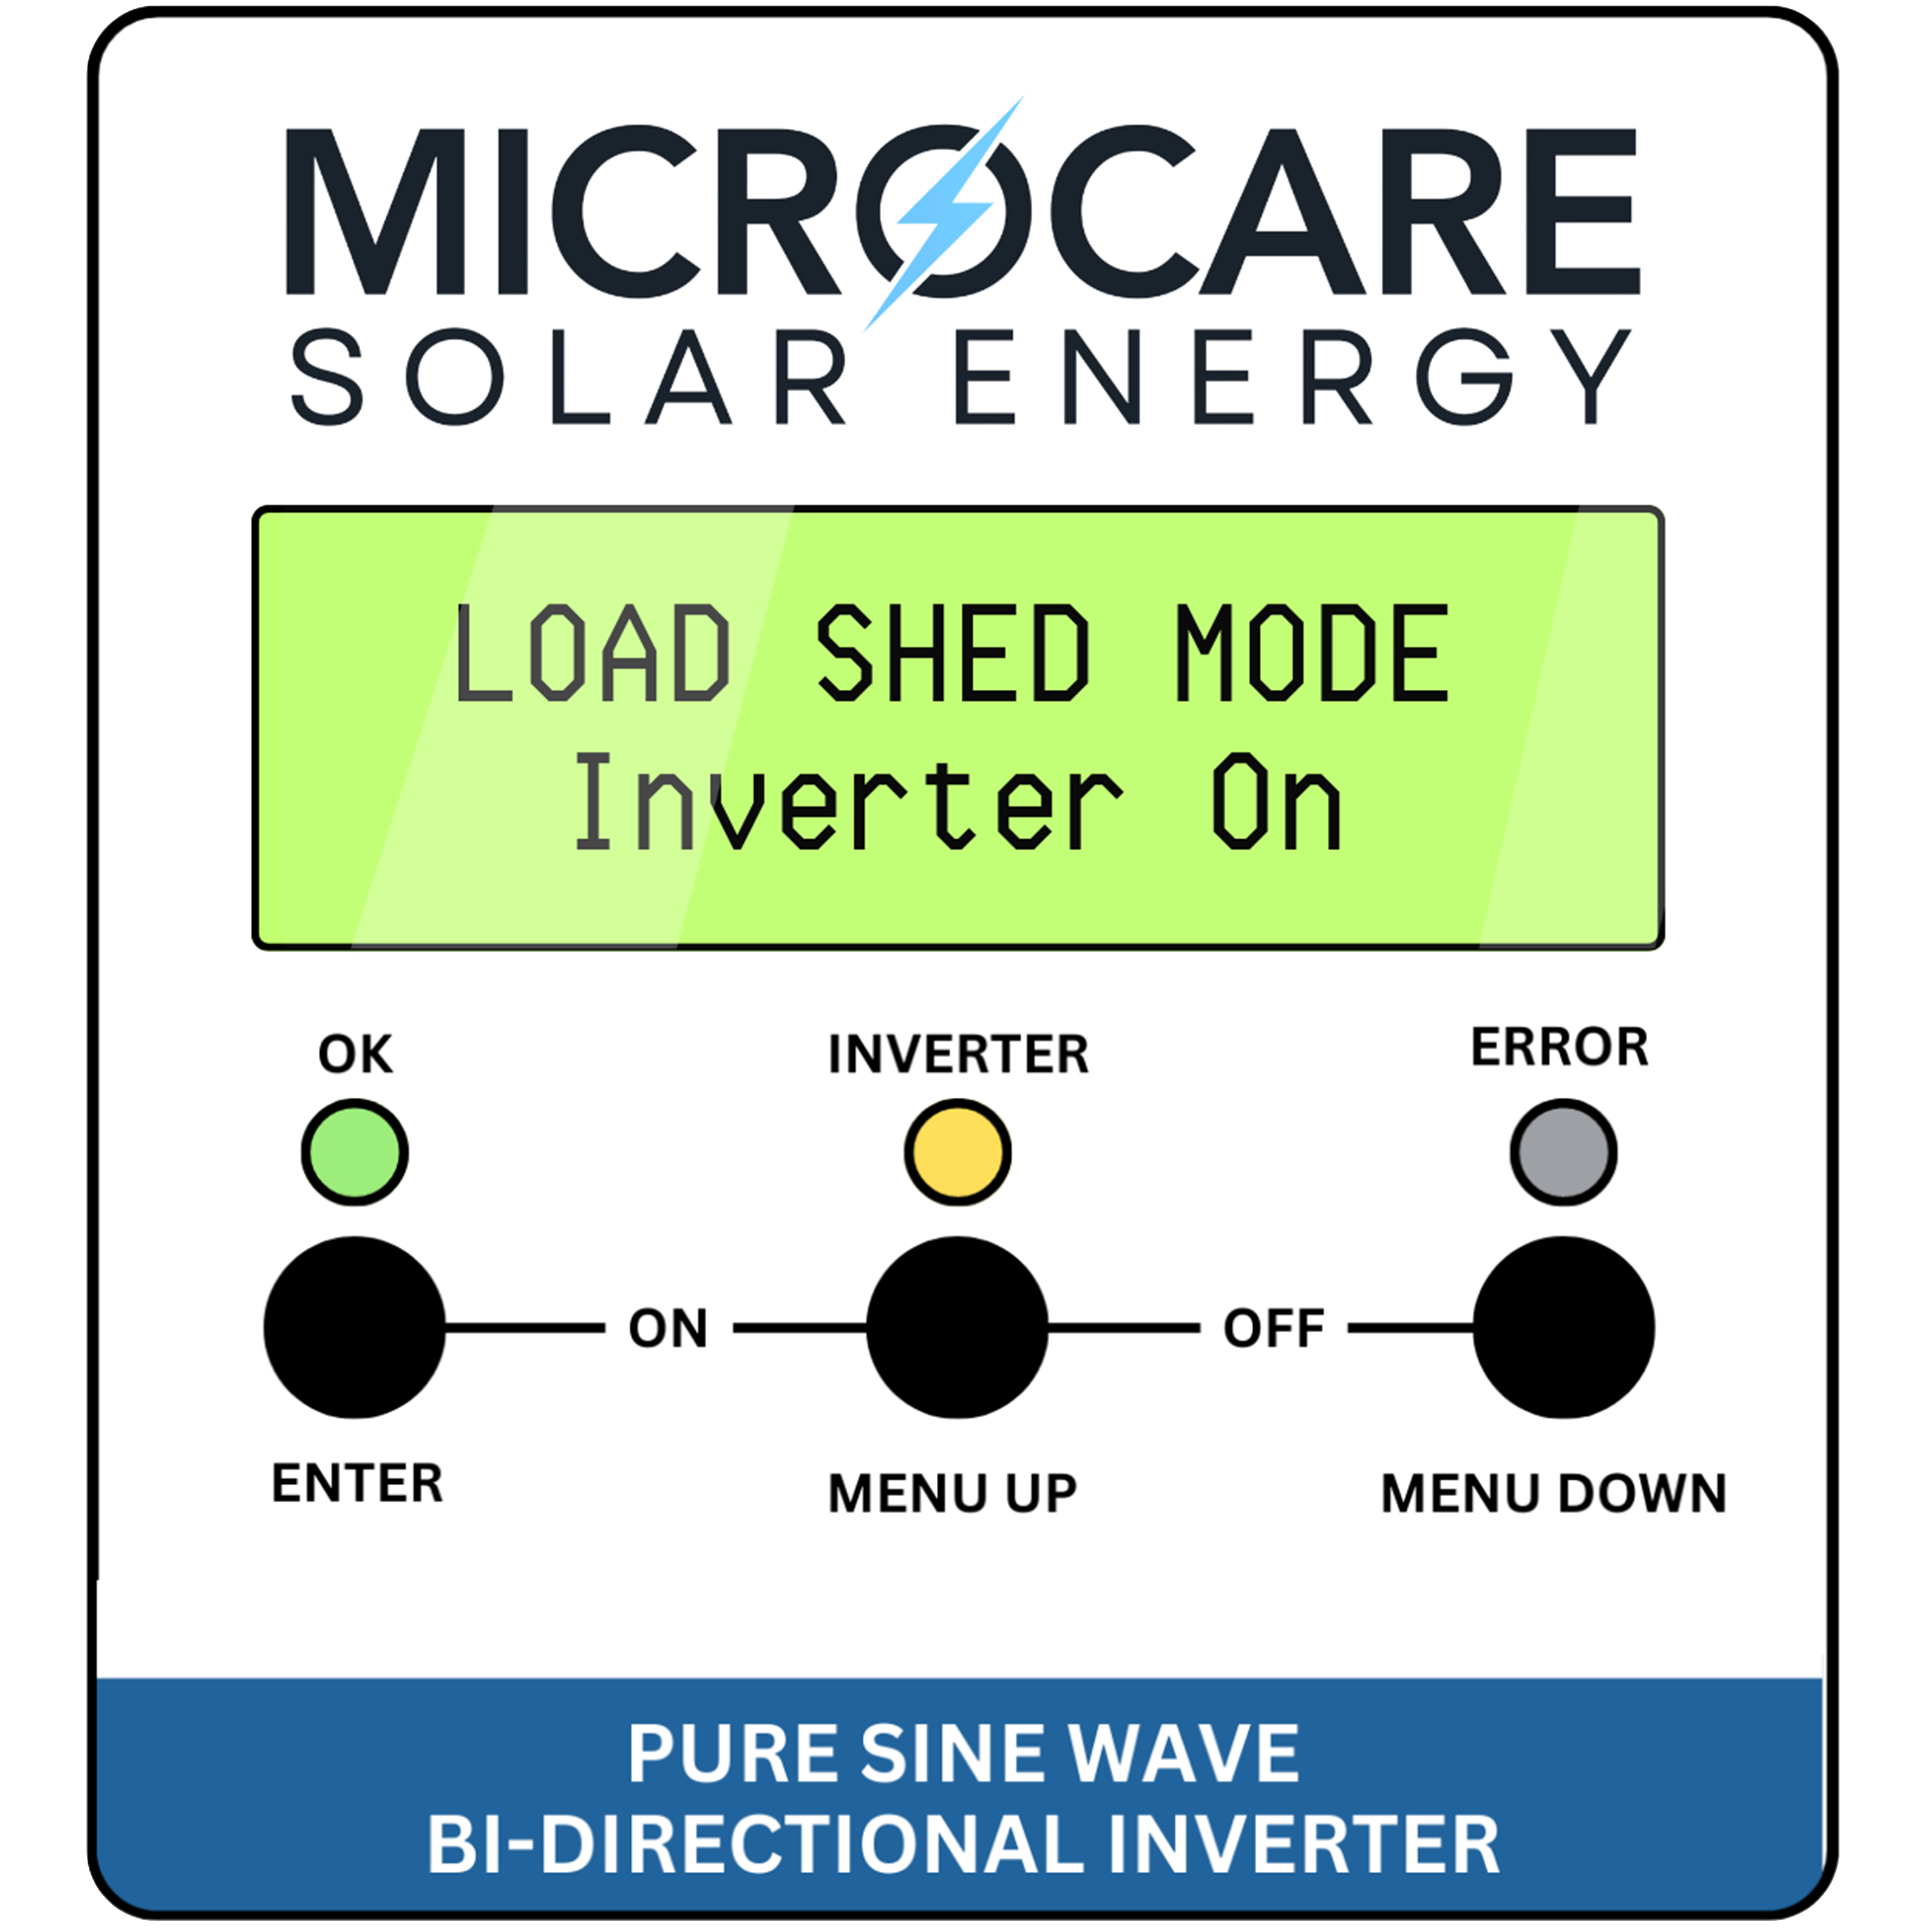 MICROCARE
SOLAR ENERGY
LOAD SHED MODE
Inverter On
OK INVERTER ERROR
ON OFF
ENTER MENU UP MENU DOWN
PURE SINE WAVE
BI-DIRECTIONAL INVERTER